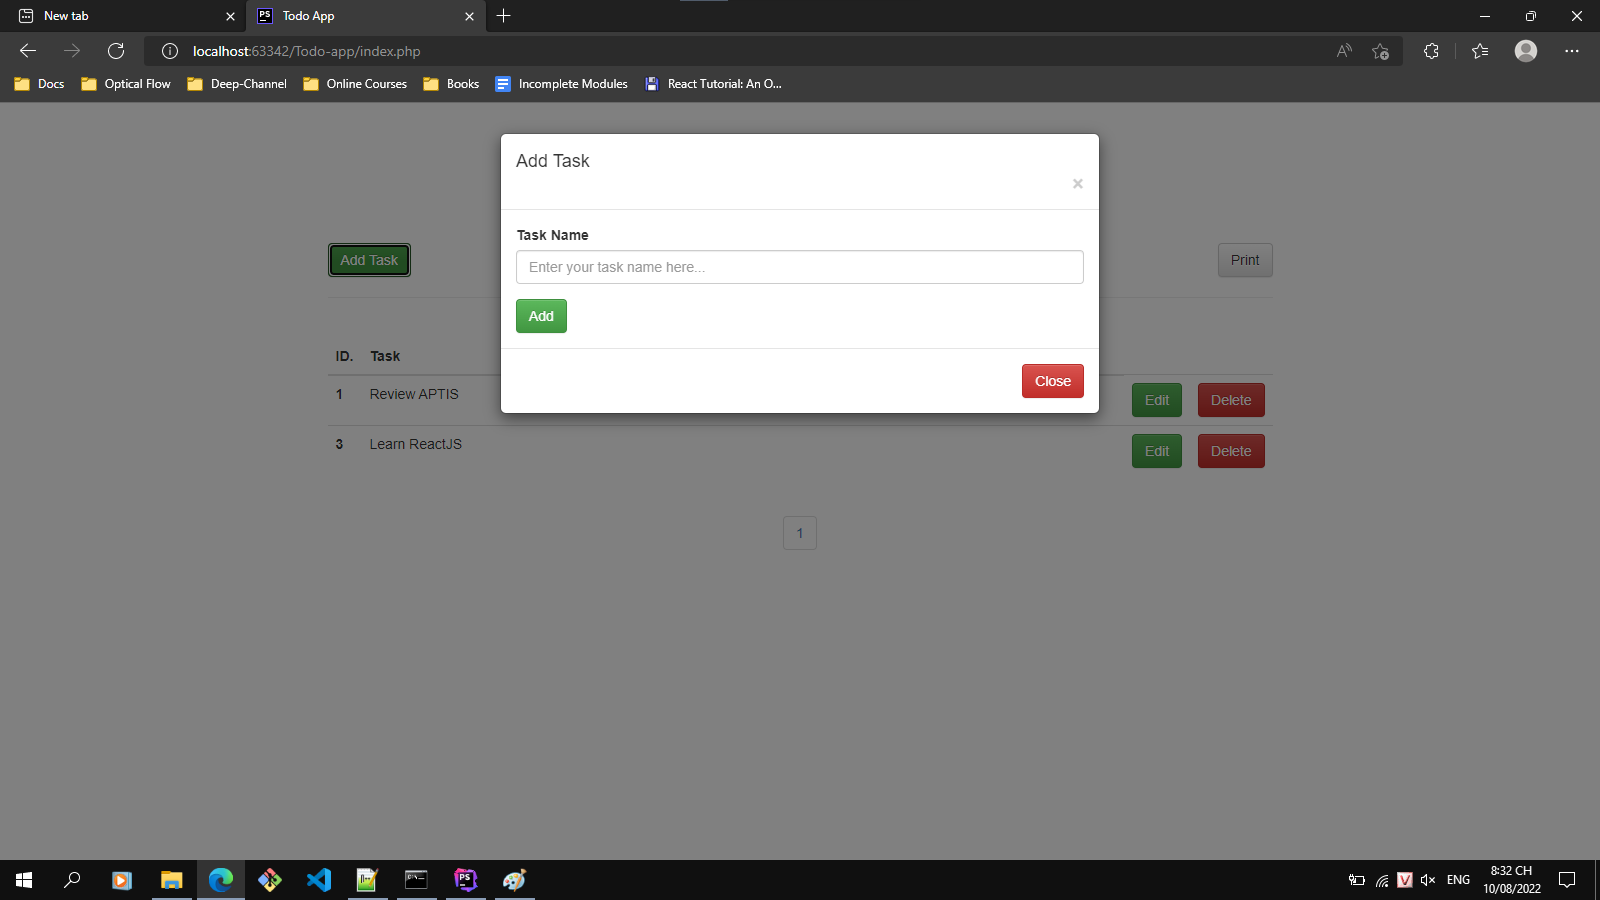 New tab
PS Todo App
localhost:63342/Todo-app/index.php
Docs Optical Flow Deep-Channel Online Courses Books Incomplete Modules React Tutorial: An O...
Add Task
×
Task Name
Enter your task name here...
Add
Close
Add Task
Print
ID. Task
1 Review APTIS Edit Delete
3 Learn ReactJS Edit Delete
1
PS
V ENG
8:32 CH
10/08/2022